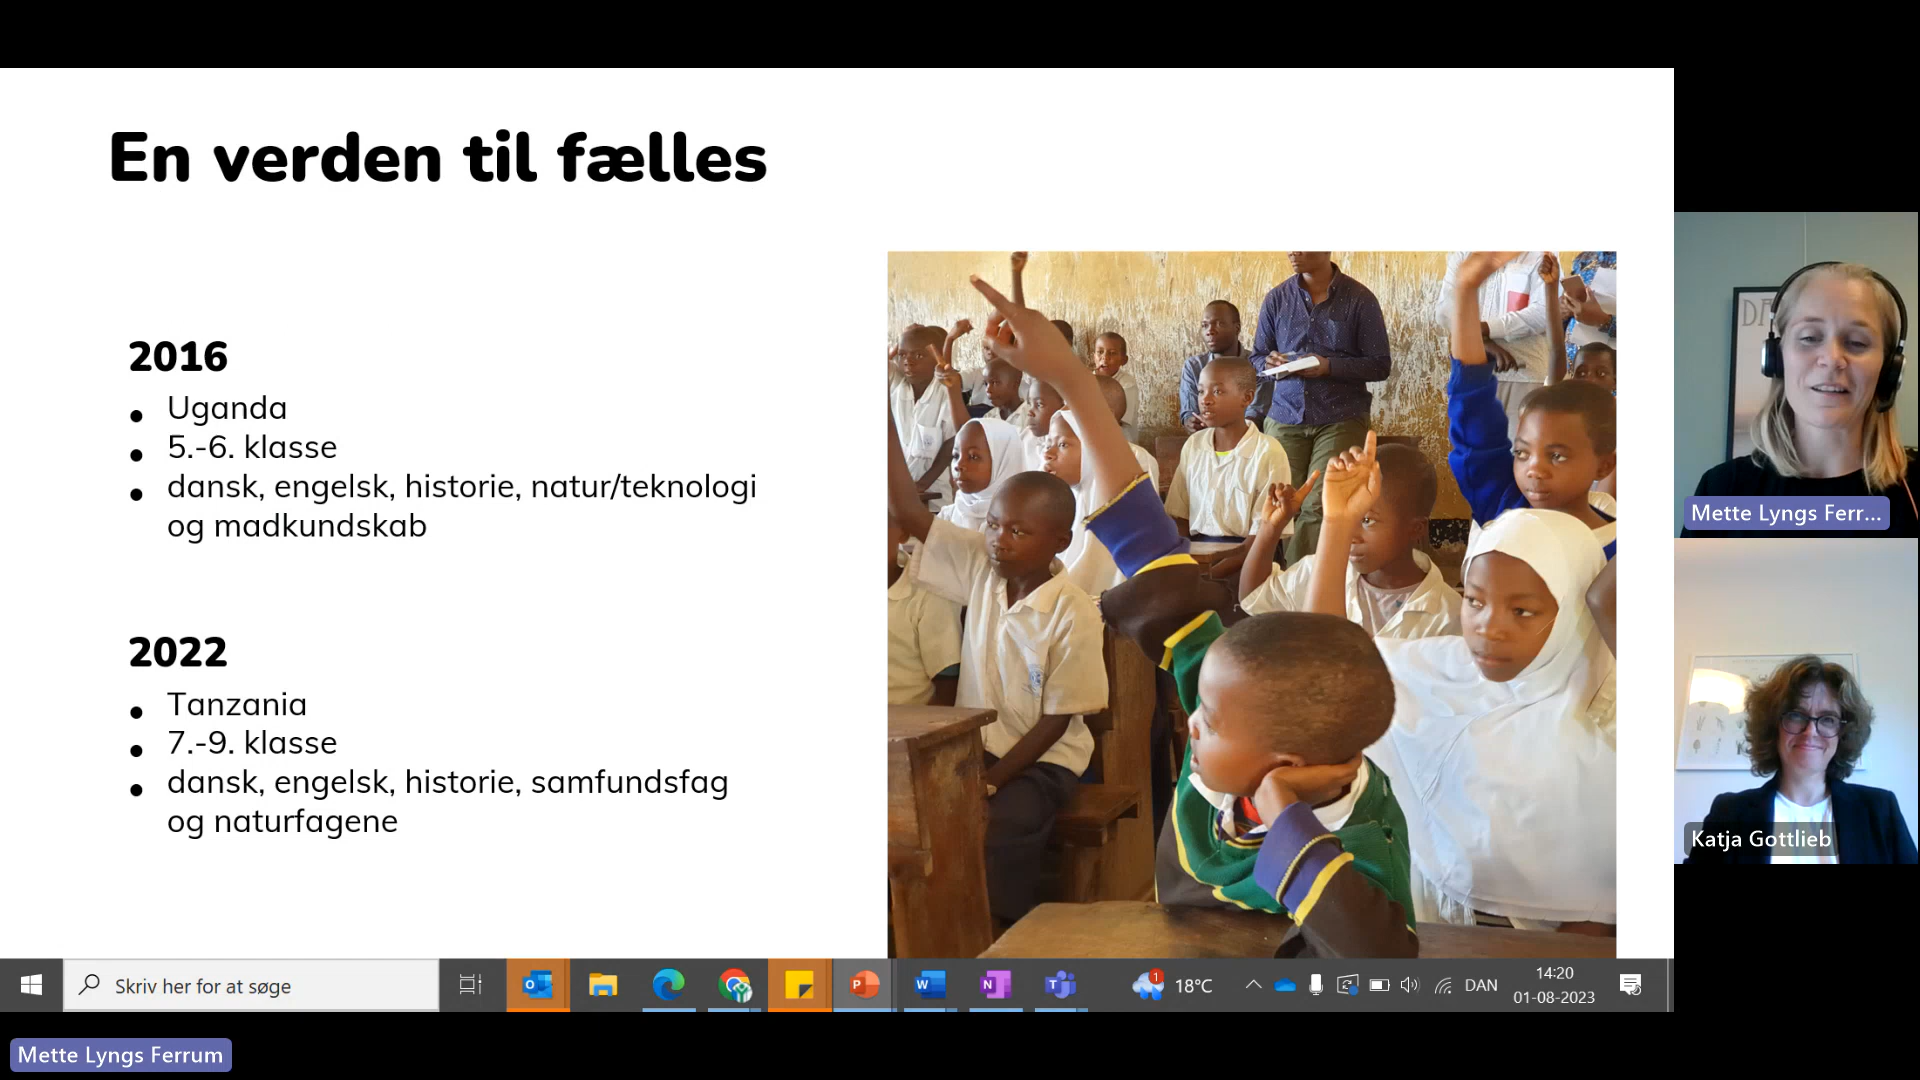 En verden til fælles
2016
Uganda
5.-6. klasse
dansk, engelsk, historie, natur/teknologi
og madkundskab
2022
Tanzania
7.-9. klasse
dansk, engelsk, historie, samfundsfag
og naturfagene
Mette Lyngs Ferr...
Katja Gottlieb
Skriv her for at søge
1
18°C
DAN
14:20
01-08-2023
Mette Lyngs Ferrum